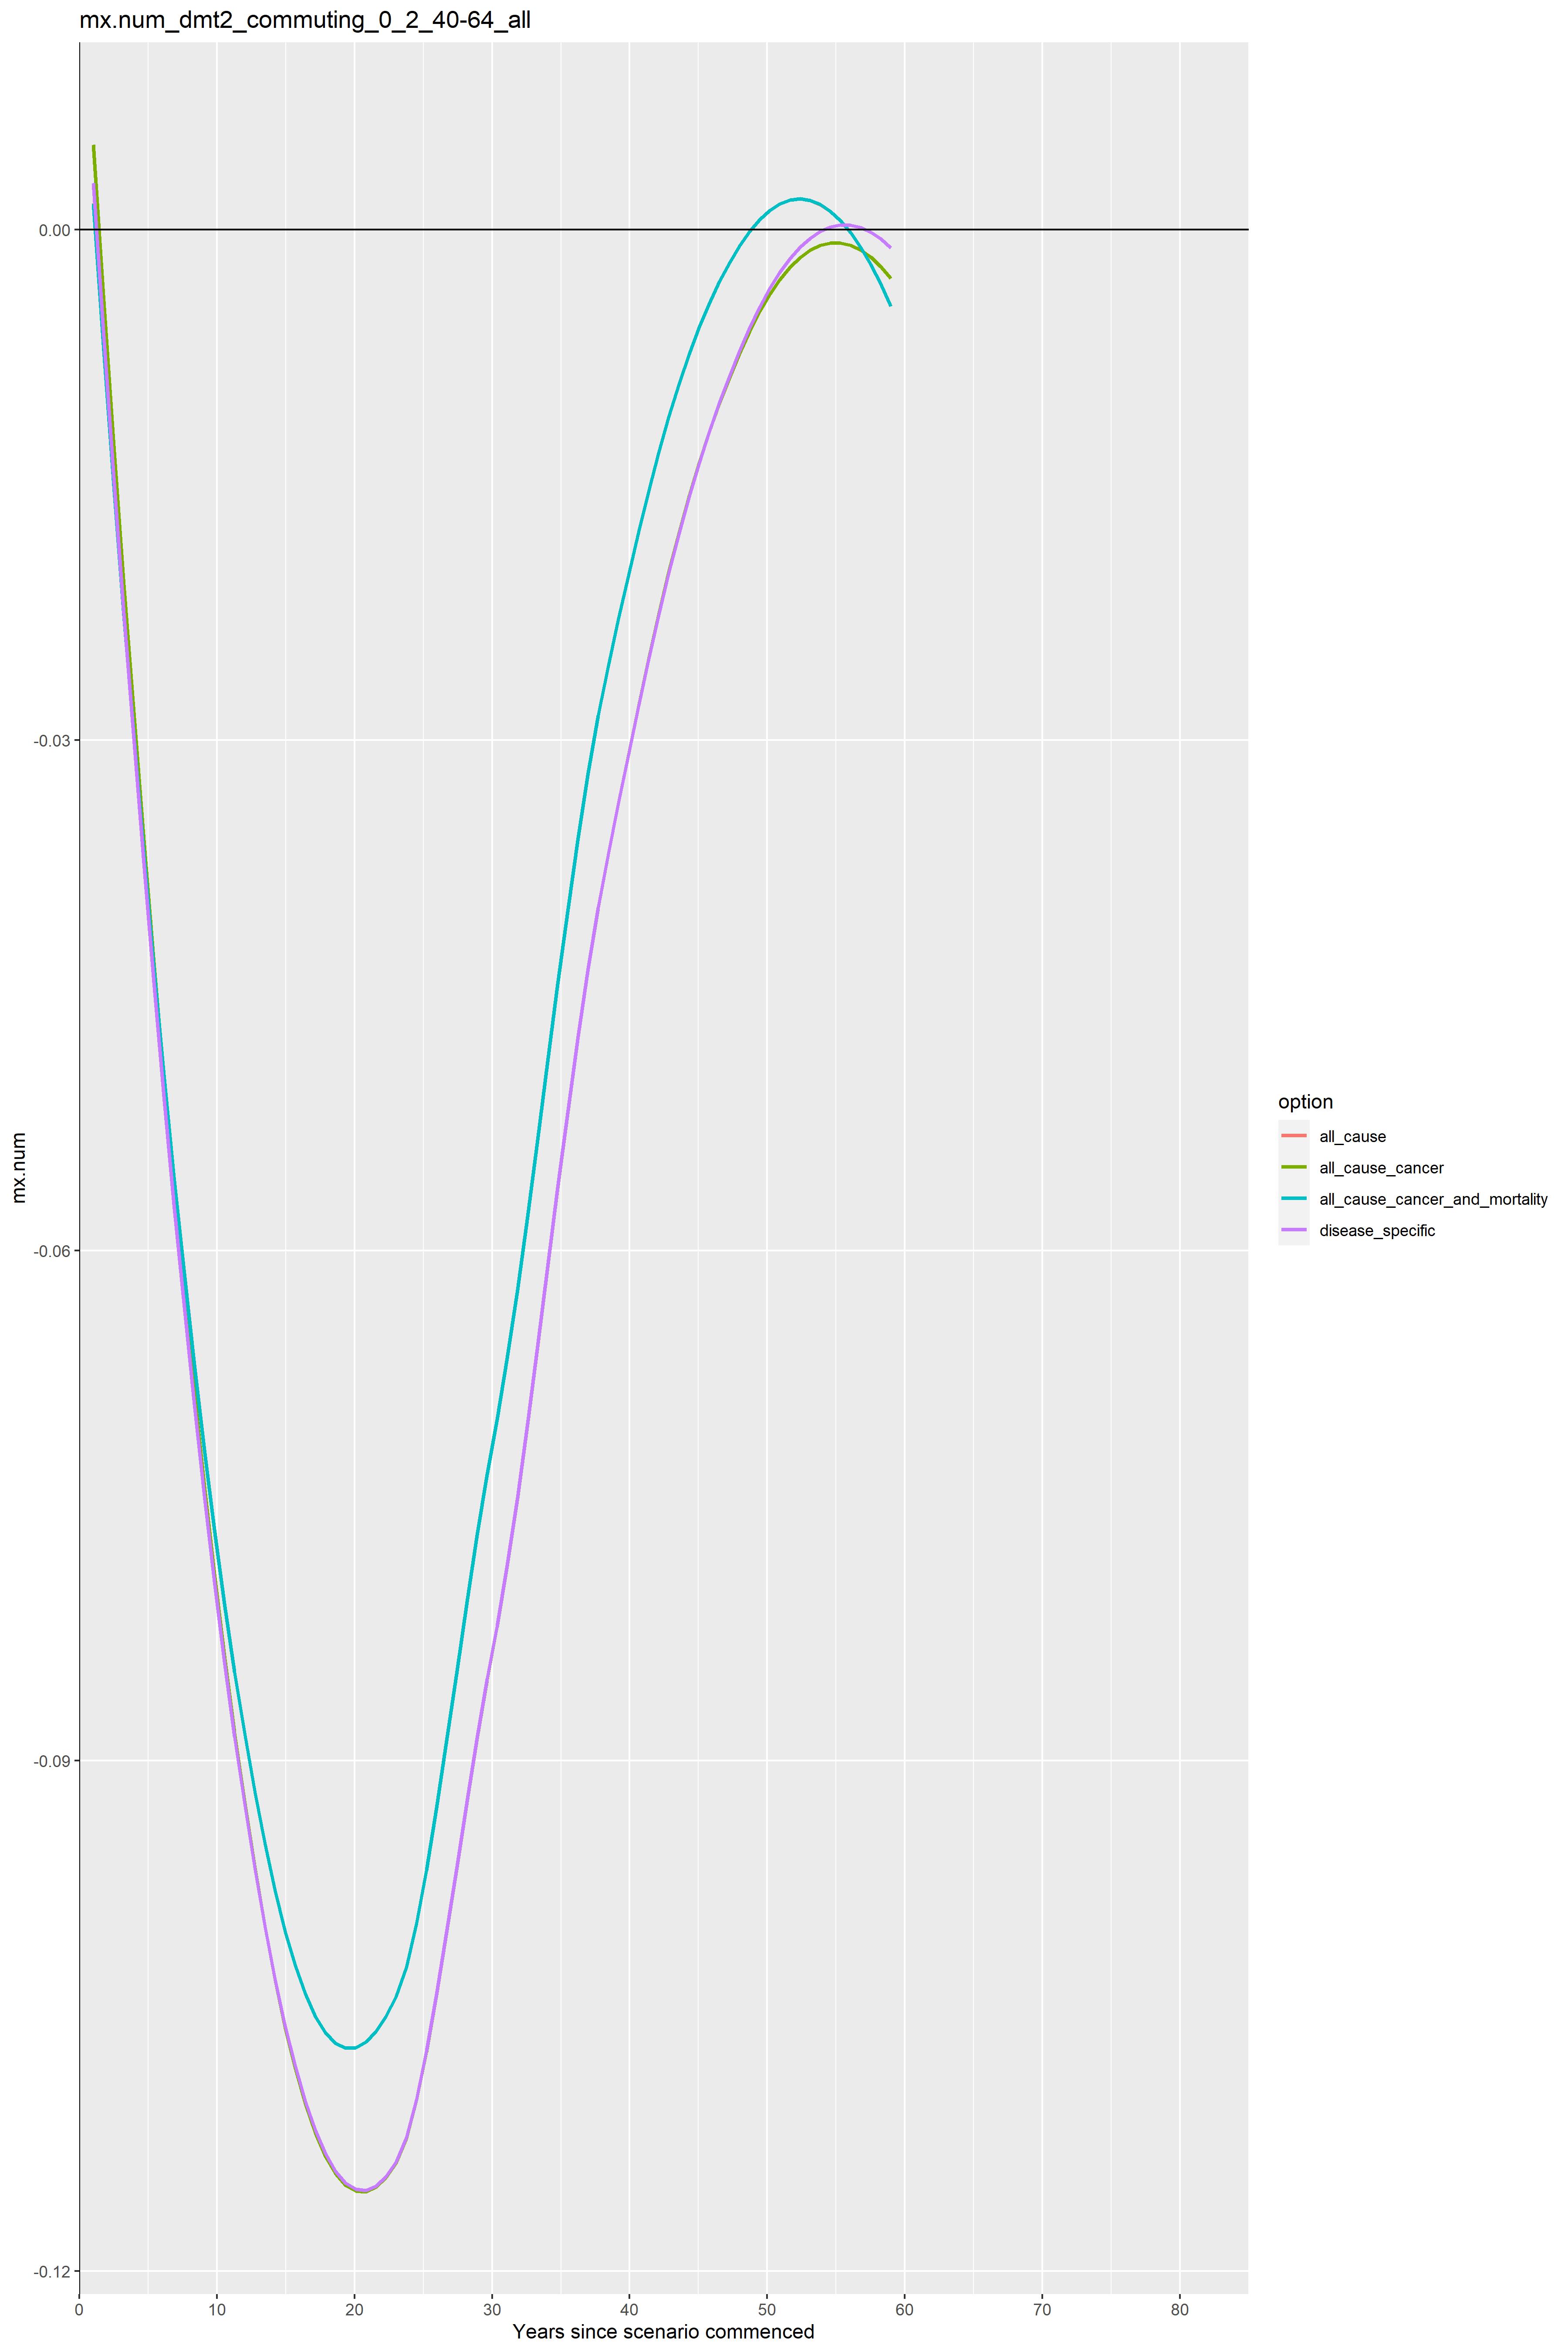 mx.num_dmt2_commuting_0_2_40-64_all
0.00
-0.03
-0.06
-0.09
-0.12
mx.num
0 10 20 30 40 50 60 70 80
Years since scenario commenced
option
all_cause
all_cause_cancer
all_cause_cancer_and_mortality
disease_specific